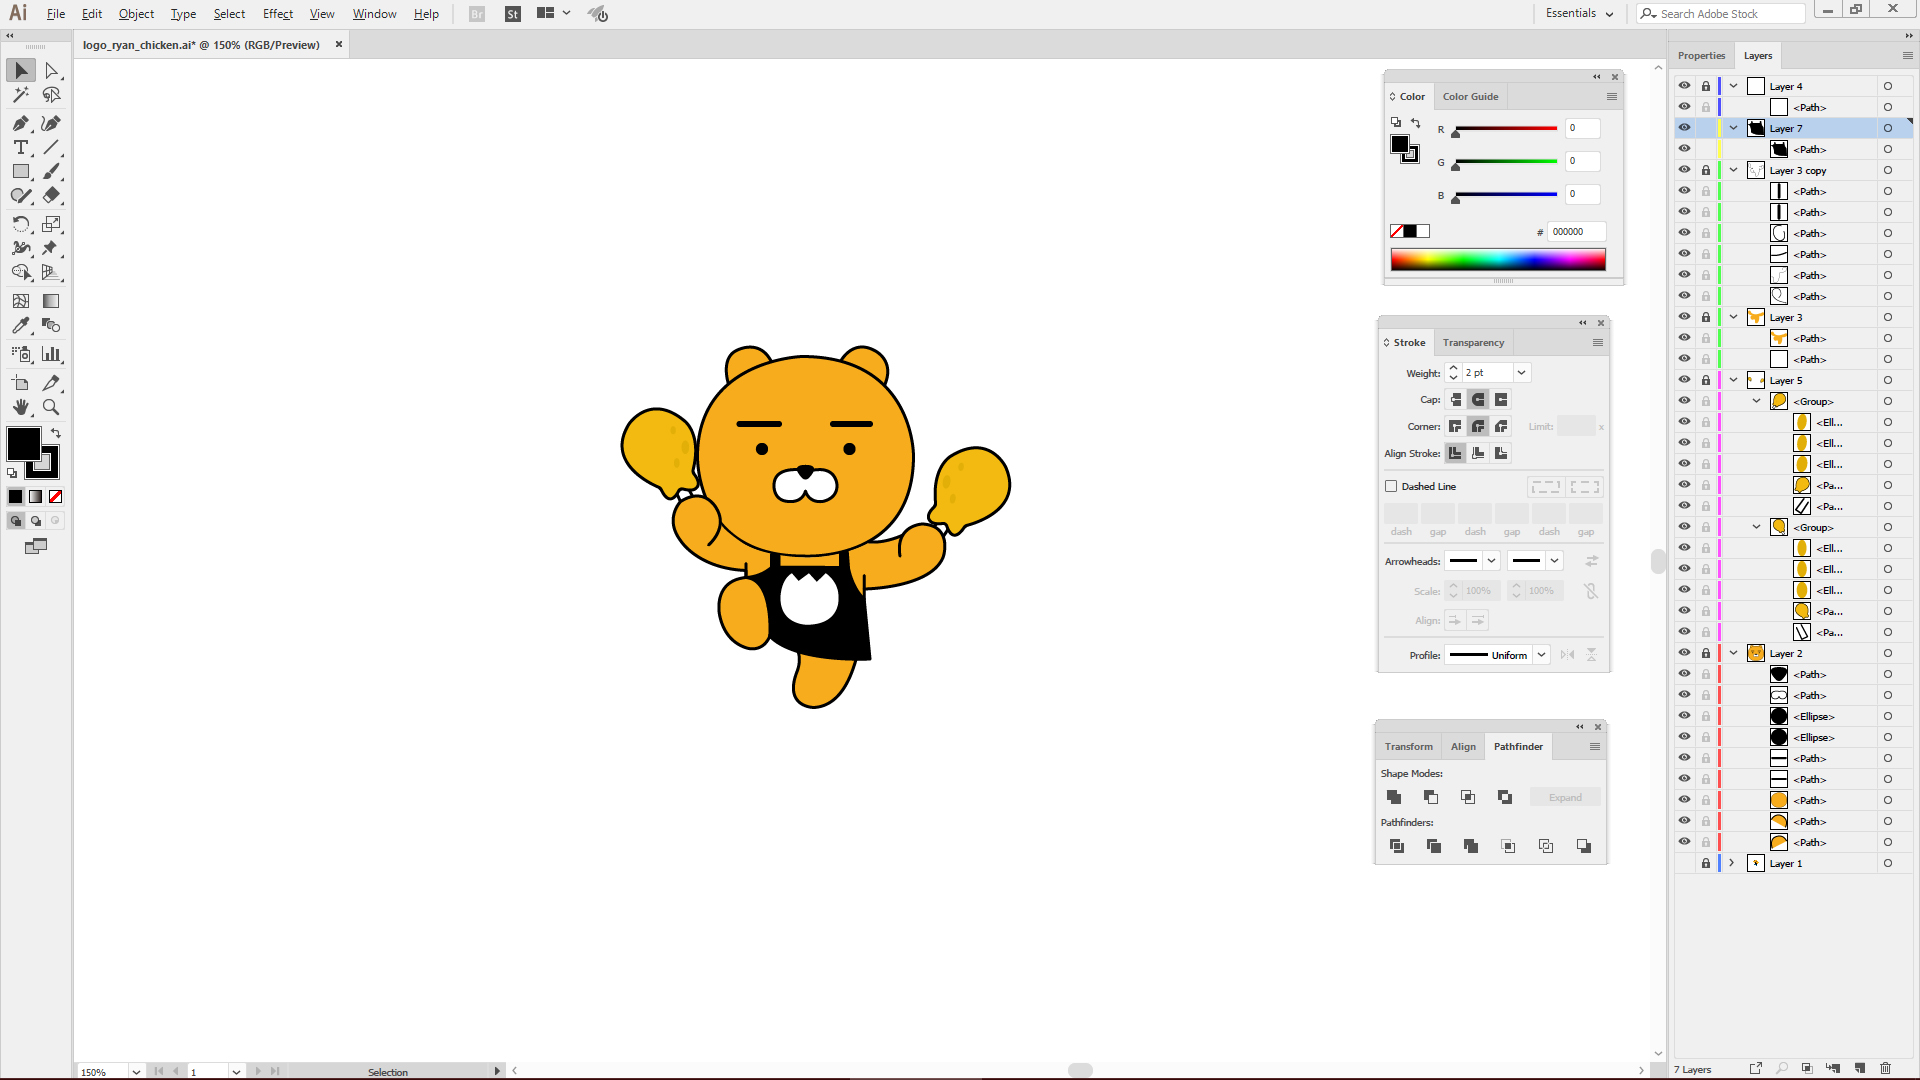 Ai File Edit Object Type Select Effect View Window Help Br St Essentials Search Adobe Stock
logo_ryan_chicken.ai* @ 150% (RGB/Preview)
Color Color Guide
R 0
G 0
B 0
# 000000
Stroke Transparency
Weight: 2 pt
Cap:
Corner: Limit: x
Align Stroke:
Dashed Line
dash gap dash gap dash gap
Arrowheads:
Scale: 100% 100%
Align:
Profile: Uniform
Transform Align Pathfinder
Shape Modes:
Expand
Pathfinders:
Properties Layers
Layer 4
<Path>
Layer 7
<Path>
Layer 3 copy
<Path>
<Path>
<Path>
<Path>
<Path>
<Path>
Layer 3
<Path>
<Path>
Layer 5
<Group>
<Ell...
<Ell...
<Ell...
<Pa...
<Pa...
<Group>
<Ell...
<Ell...
<Ell...
<Pa...
<Pa...
Layer 2
<Path>
<Path>
<Ellipse>
<Ellipse>
<Path>
<Path>
<Path>
<Path>
<Path>
Layer 1
7 Layers
150% 1 Selection